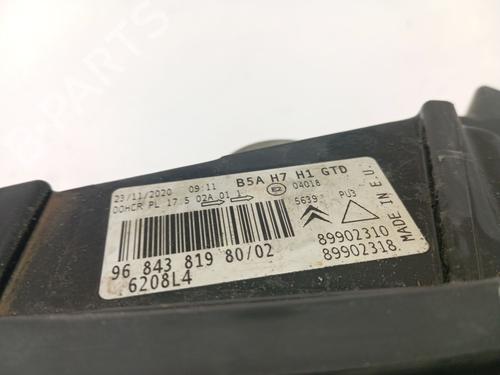 23/11/2020 09:11 B5A H7 H1 GTD
DOHCR PL 17.5 02A 01 L E2 04018
5639 PU3
96 843 819 80/02
6208L4
89902310
89902318
MADE IN E.U.